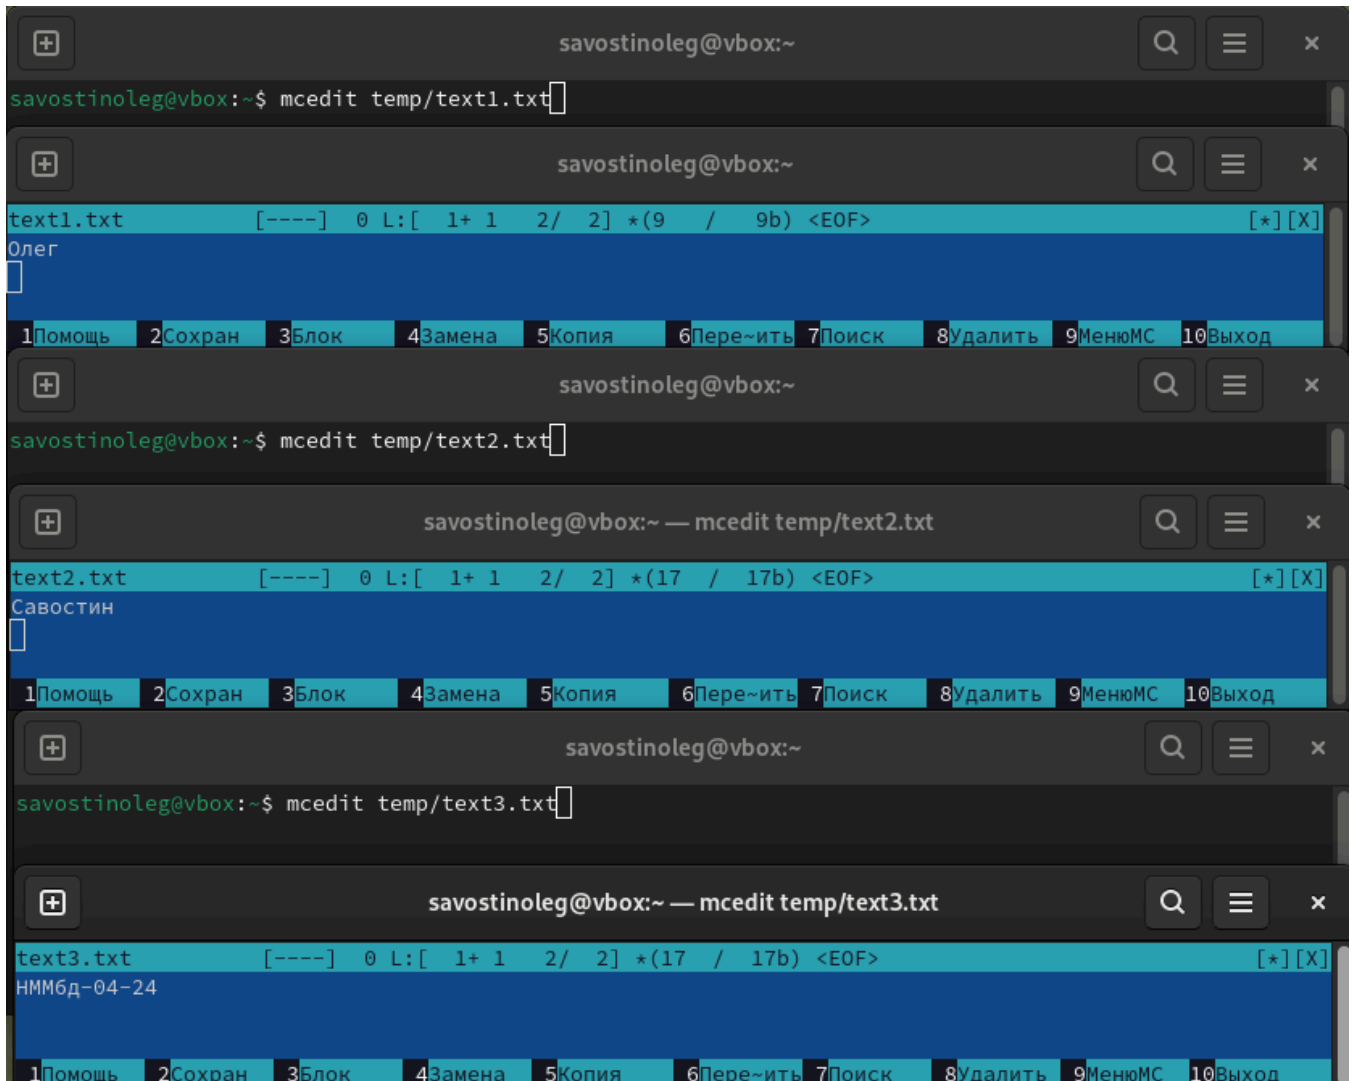 savostinoleg@vbox:~
savostinoleg@vbox:~$ mcedit temp/text1.txt
savostinoleg@vbox:~
text1.txt [----] 0 L:[ 1+ 1 2/ 2] *(9 / 9b) <EOF> [*][X]
Олег
1Помощь 2Сохран 3Блок 4Замена 5Копия 6Пере~ить 7Поиск 8Удалить 9МенюМС 10Выход
savostinoleg@vbox:~
savostinoleg@vbox:~$ mcedit temp/text2.txt
savostinoleg@vbox:~ — mcedit temp/text2.txt
text2.txt [----] 0 L:[ 1+ 1 2/ 2] *(17 / 17b) <EOF> [*][X]
Савостин
1Помощь 2Сохран 3Блок 4Замена 5Копия 6Пере~ить 7Поиск 8Удалить 9МенюМС 10Выход
savostinoleg@vbox:~
savostinoleg@vbox:~$ mcedit temp/text3.txt
savostinoleg@vbox:~ — mcedit temp/text3.txt
text3.txt [----] 0 L:[ 1+ 1 2/ 2] *(17 / 17b) <EOF> [*][X]
НММбд-04-24
1Помощь 2Сохран 3Блок 4Замена 5Копия 6Пере~ить 7Поиск 8Удалить 9МенюМС 10Выход